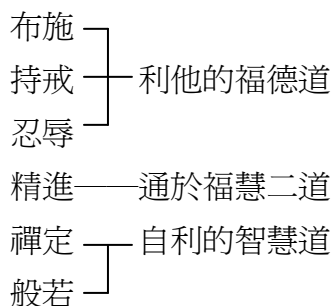 布施
持戒 利他的福德道
忍辱
精進——通於福慧二道
禪定 自利的智慧道
般若